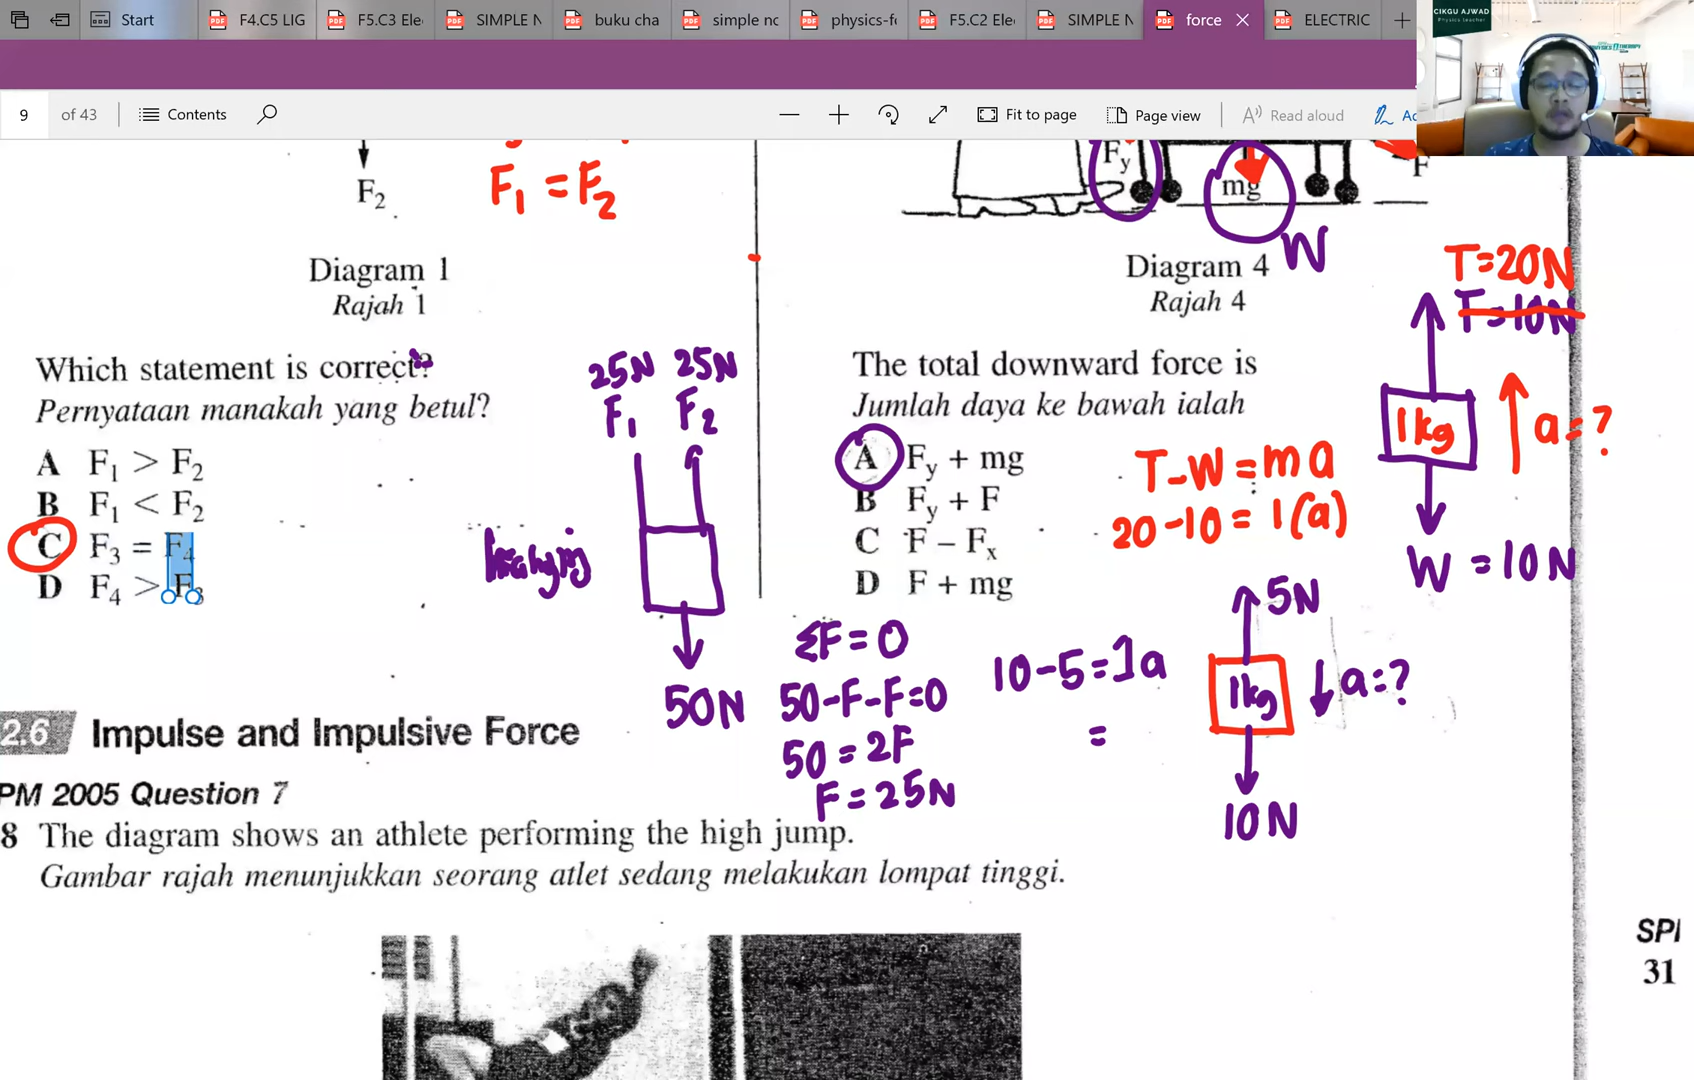 Start
F4.C5 LIG
F5.C3 Ele
SIMPLE N
buku cha
simple nc
physics-f
F5.C2 Ele
SIMPLE N
force
ELECTRIC
CIKGU AJWAD
Physics teacher
9 of 43
Contents
Fit to page
Page view
Read aloud
F₂
F₁ = F₂
Diagram 1
Rajah 1
Which statement is correct?
Pernyataan manakah yang betul?
A F₁ > F₂
B F₁ < F₂
C F₃ = F₄
D F₄ > F₃
25N 25N
F₁ F₂
50N
Fy
mg
F
W
Diagram 4
Rajah 4
The total downward force is
Jumlah daya ke bawah ialah
A Fy + mg
B Fy + F
C F – Fx
D F + mg
T-W = ma
20-10 = 1(a)
T=20N
T=10N
1kg
a=?
W = 10N
ΣF = 0
50-F-F=0
50 = 2F
F = 25N
10-5=1a
=
5N
1kg
a=?
10N
2.6 Impulse and Impulsive Force
PM 2005 Question 7
8 The diagram shows an athlete performing the high jump.
Gambar rajah menunjukkan seorang atlet sedang melakukan lompat tinggi.
SPI
31